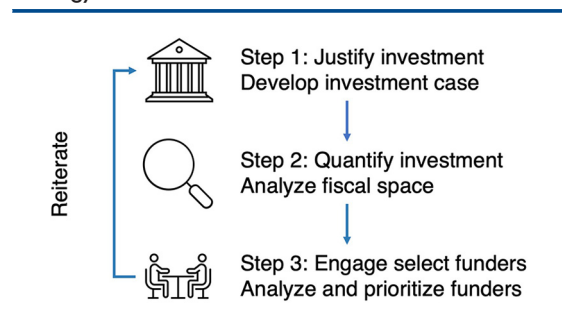 Step 1: Justify investment
Develop investment case
Step 2: Quantify investment
Analyze fiscal space
Reiterate
Step 3: Engage select funders
Analyze and prioritize funders